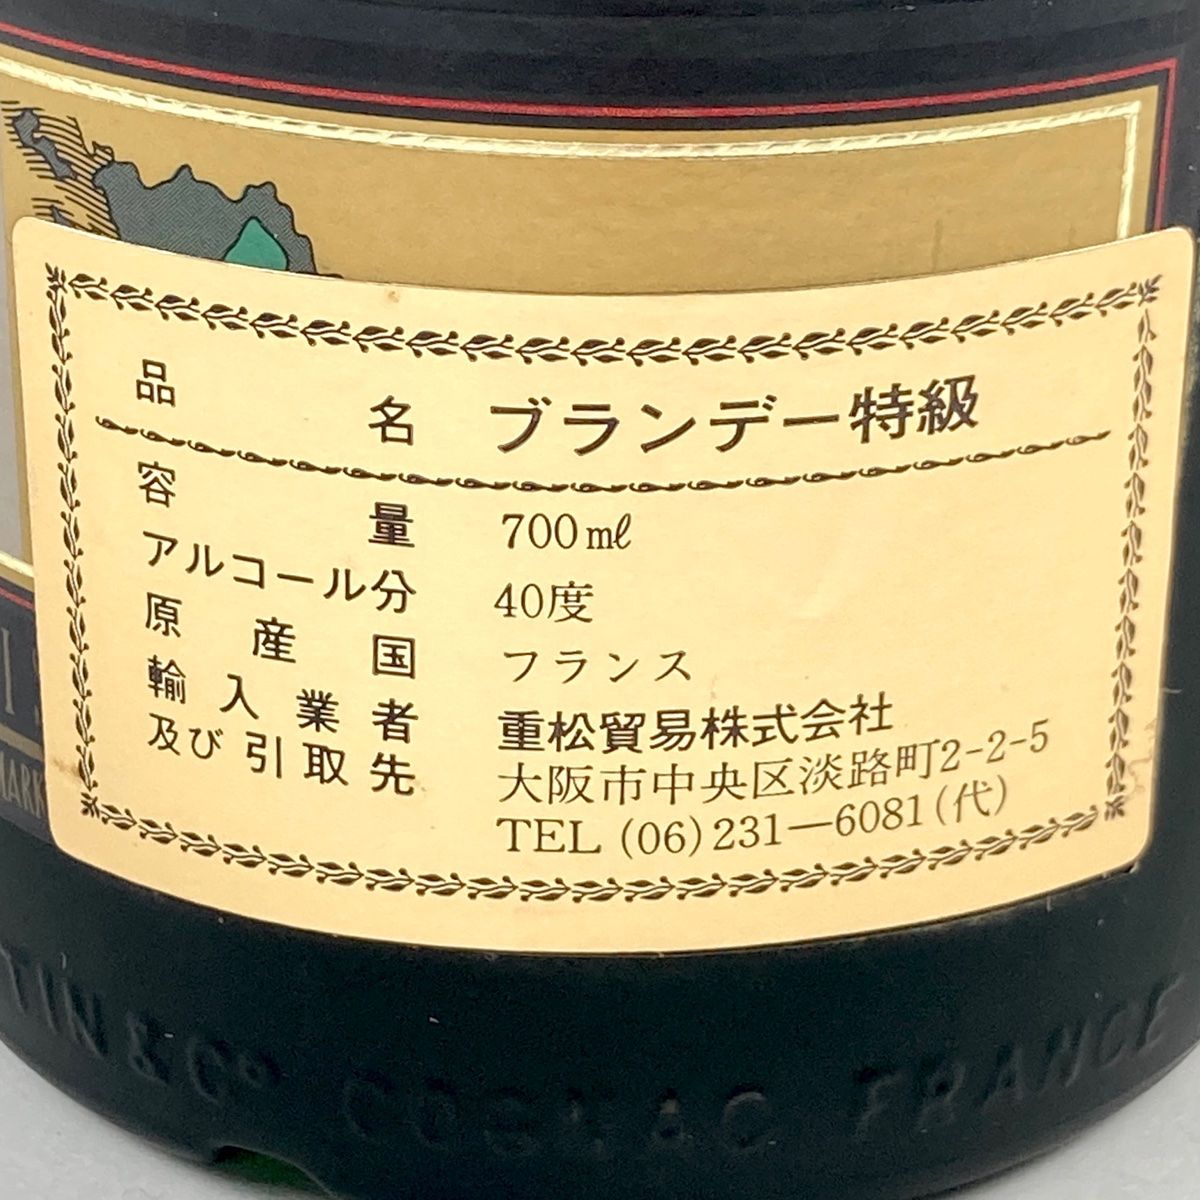 品名 ブランデー特級
容量 700mℓ
アルコール分 40度
原産国 フランス
輸入業者 重松貿易株式会社
及び引取先 大阪市中央区淡路町2-2-5
TEL (06)231—6081(代)
TIN & Cº COGNAC FRANCE